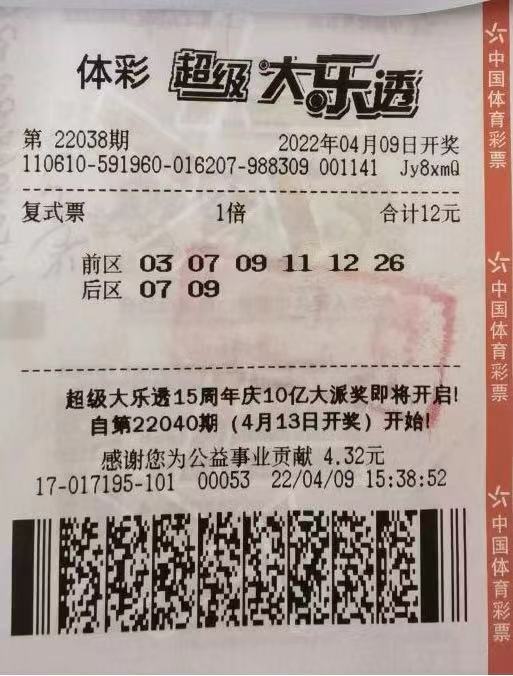 体彩 超级大乐透
第 22038期 2022年04月09日开奖
110610-591960-016207-988309 001141 Jy8xmQ
复式票 1倍 合计12元
前区 03 07 09 11 12 26
后区 07 09
超级大乐透15周年庆10亿大派奖即将开启!
自第22040期（4月13日开奖）开始!
感谢您为公益事业贡献 4.32元
17-017195-101 00053 22/04/09 15:38:52
中国体育彩票
中国体育彩票
中国体育彩票